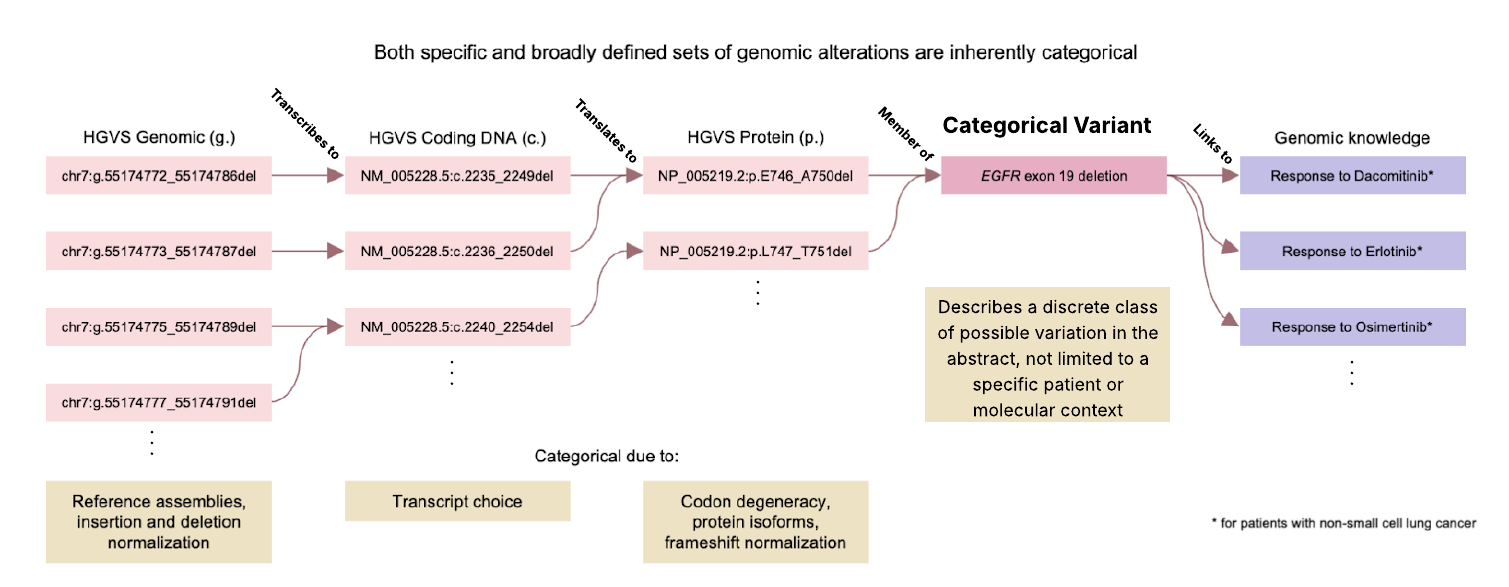 Both specific and broadly defined sets of genomic alterations are inherently categorical
HGVS Genomic (g.)
Transcribes to
HGVS Coding DNA (c.)
Translates to
HGVS Protein (p.)
Member of
Categorical Variant
Links to
Genomic knowledge
chr7:g.55174772_55174786del
NM_005228.5:c.2235_2249del
NP_005219.2:p.E746_A750del
EGFR exon 19 deletion
Response to Dacomitinib*
chr7:g.55174773_55174787del
NM_005228.5:c.2236_2250del
NP_005219.2:p.L747_T751del
Response to Erlotinib*
chr7:g.55174775_55174789del
NM_005228.5:c.2240_2254del
Response to Osimertinib*
chr7:g.55174777_55174791del
Describes a discrete class
of possible variation in the
abstract, not limited to a
specific patient or
molecular context
Categorical due to:
Reference assemblies,
insertion and deletion
normalization
Transcript choice
Codon degeneracy,
protein isoforms,
frameshift normalization
* for patients with non-small cell lung cancer